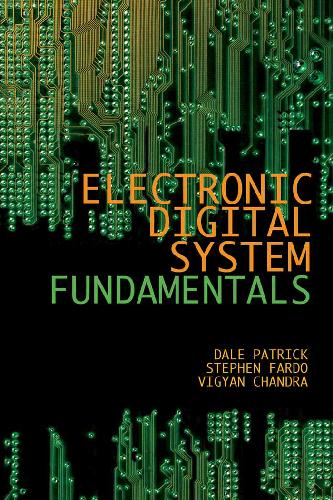 ELECTRONIC
DIGITAL
SYSTEM
FUNDAMENTALS
DALE PATRICK
STEPHEN FARDO
VIGYAN CHANDRA